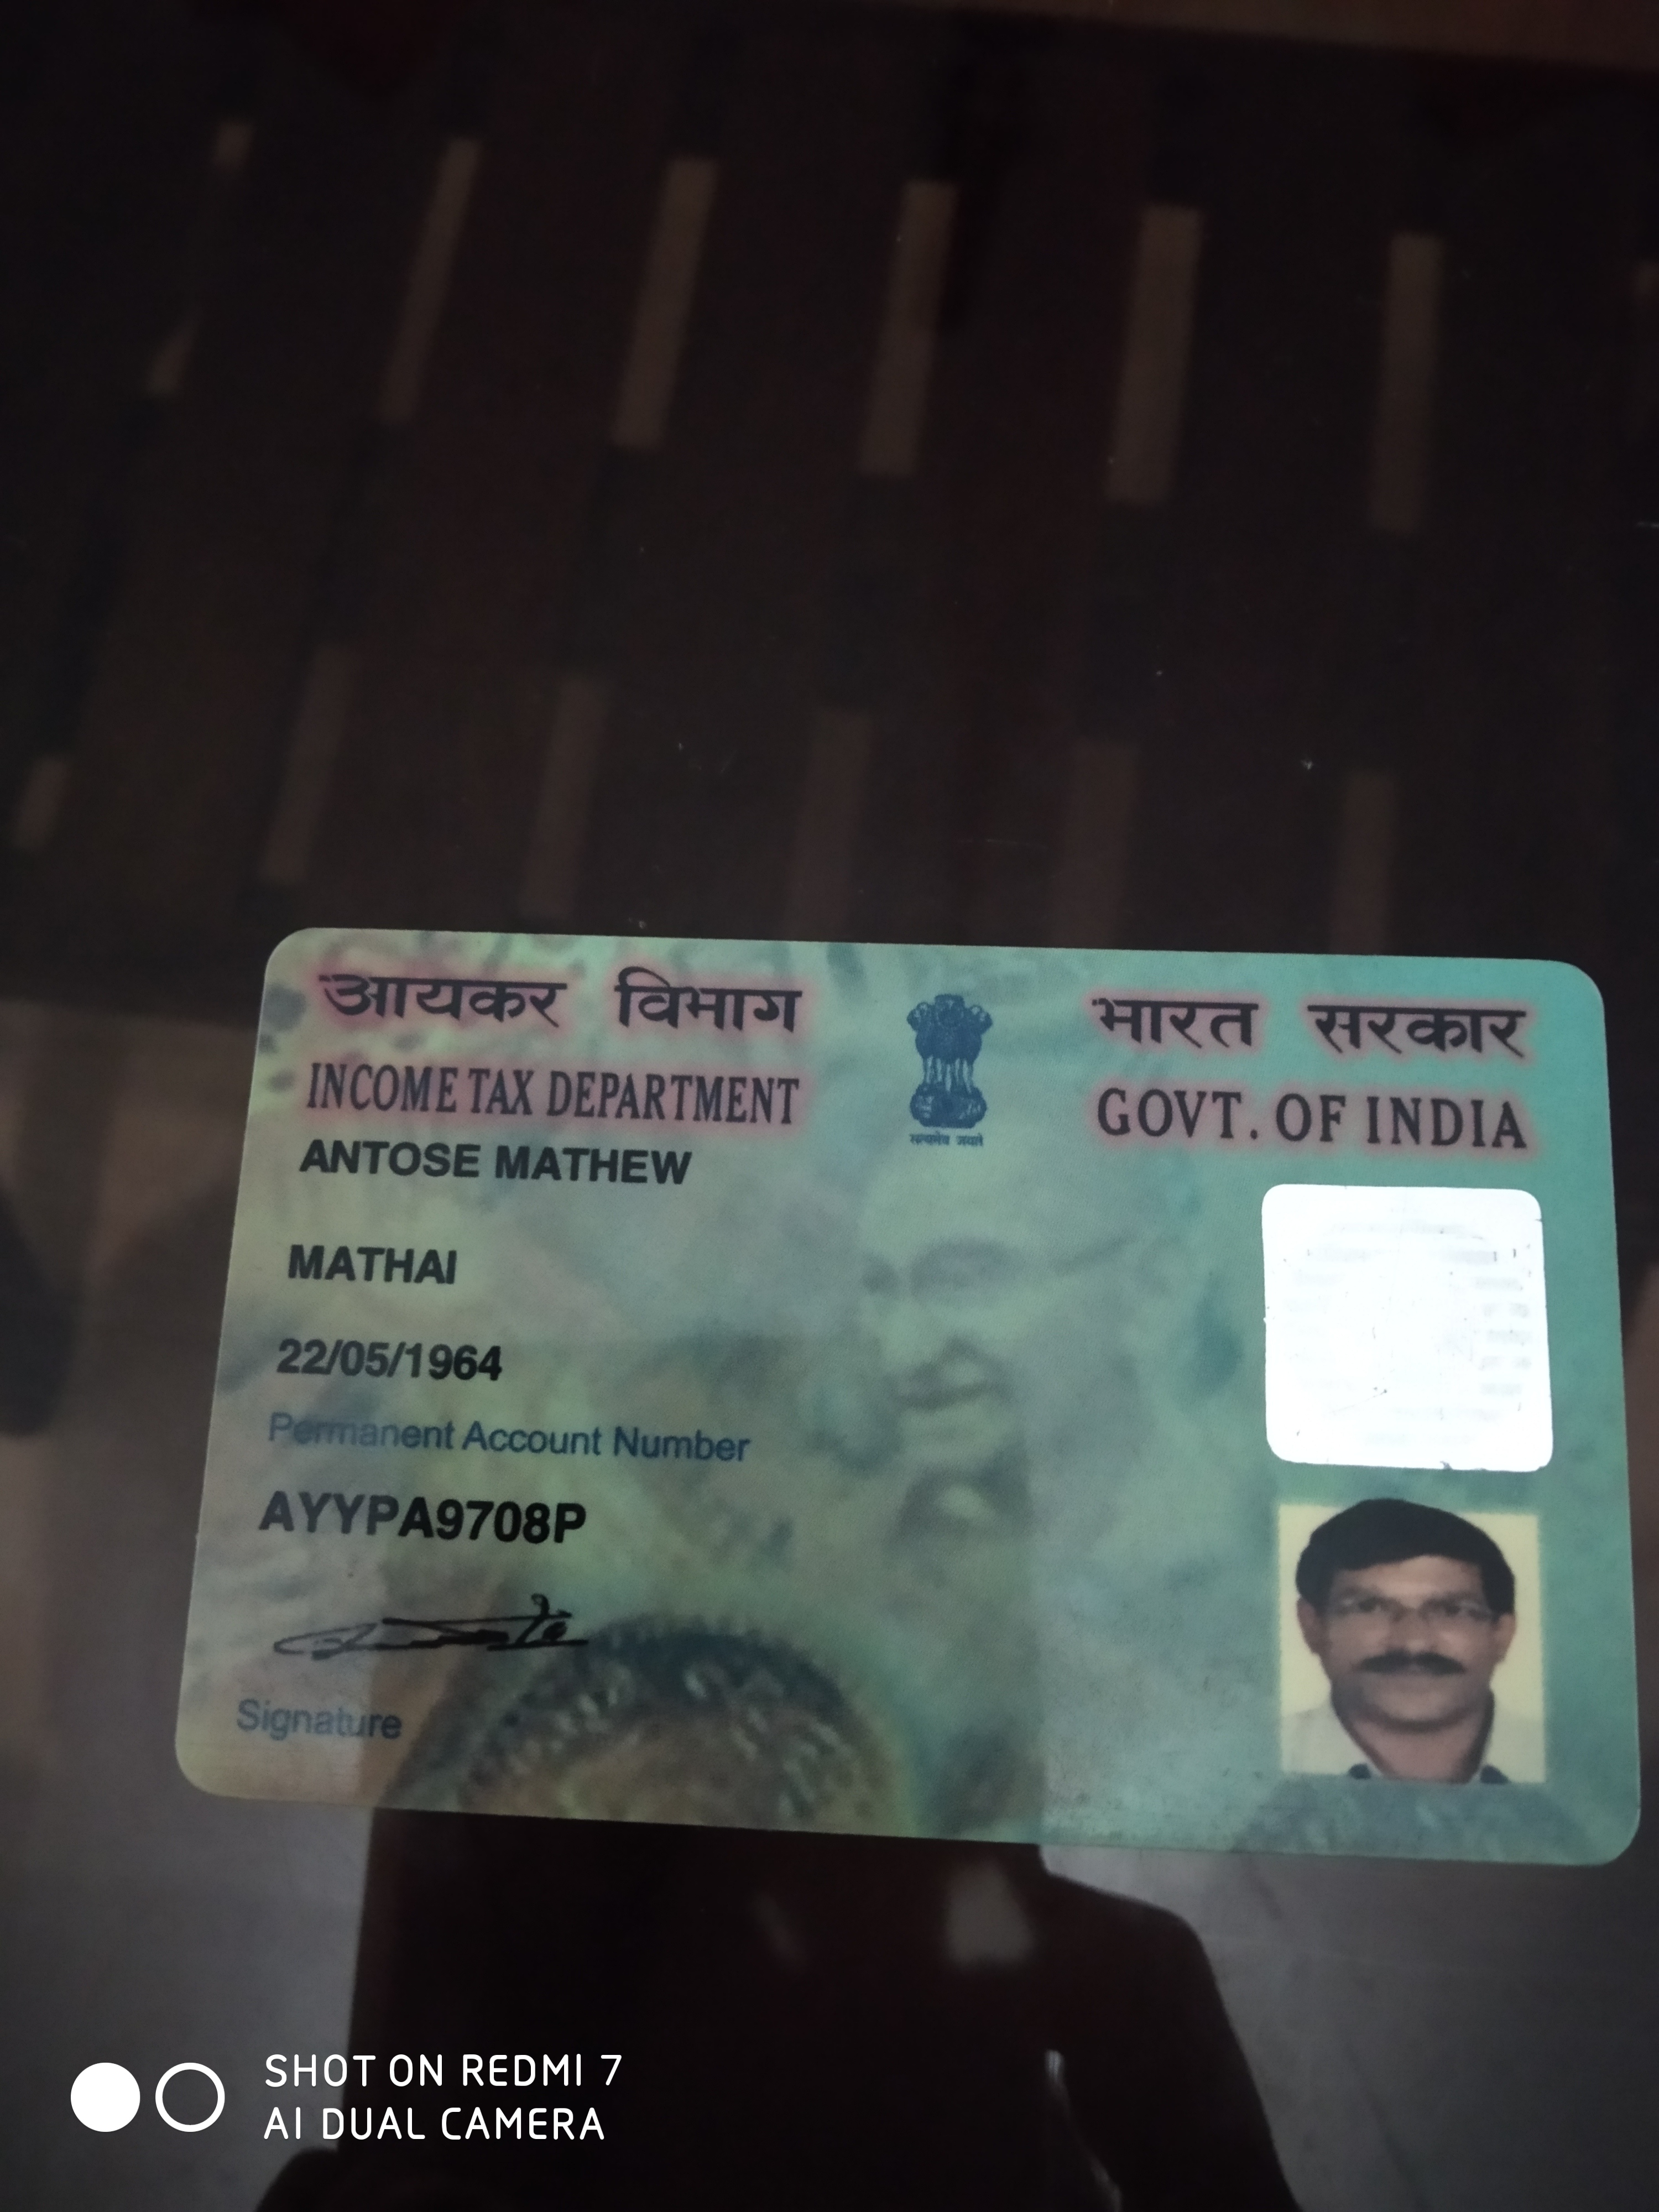 आयकर विभाग
INCOME TAX DEPARTMENT
भारत सरकार
GOVT. OF INDIA
सत्यमेव जयते
ANTOSE MATHEW
MATHAI
22/05/1964
Permanent Account Number
AYYPA9708P
Signature
SHOT ON REDMI 7
AI DUAL CAMERA